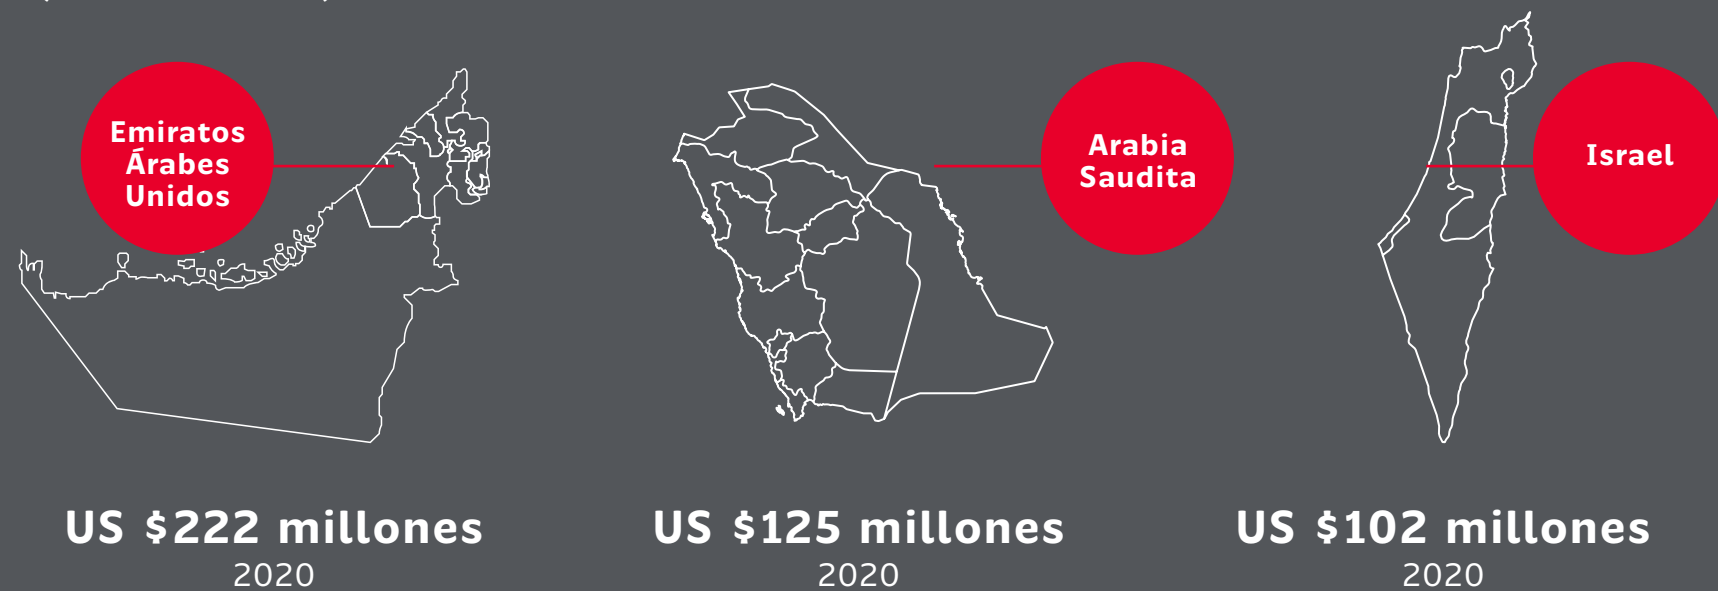 Emiratos
Árabes
Unidos
Arabia
Saudita
Israel
US $222 millones
2020
US $125 millones
2020
US $102 millones
2020